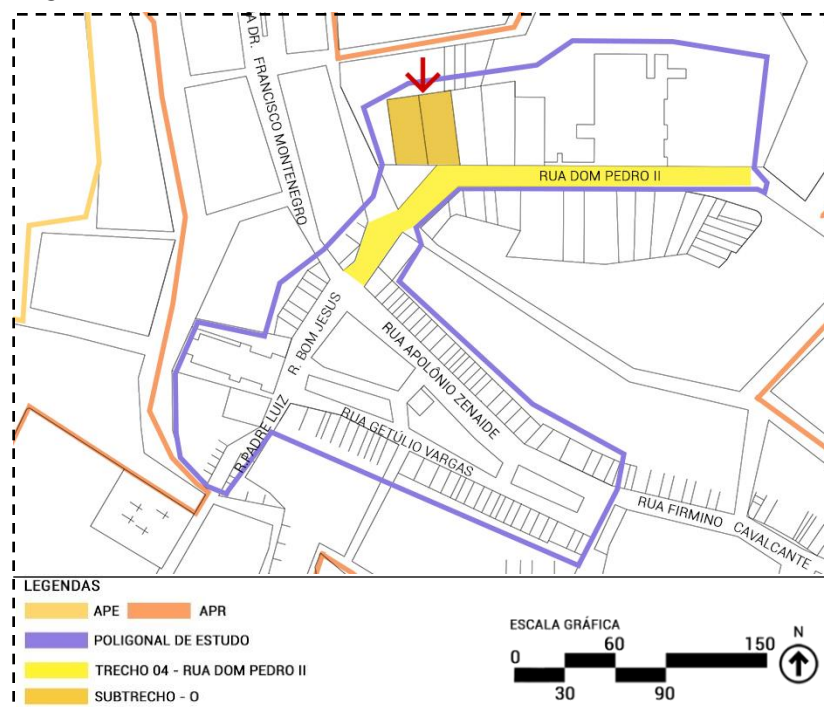 RUA DR. FRANCISCO MONTENEGRO
RUA DOM PEDRO II
R. BOM JESUS
RUA APOLÔNIO ZENAIDE
R.PADRE LUIZ
RUA GETÚLIO VARGAS
RUA FIRMINO CAVALCANTE
LEGENDAS
APE APR
POLIGONAL DE ESTUDO
TRECHO 04 - RUA DOM PEDRO II
SUBTRECHO - O
ESCALA GRÁFICA
0 60 150
30 90
N